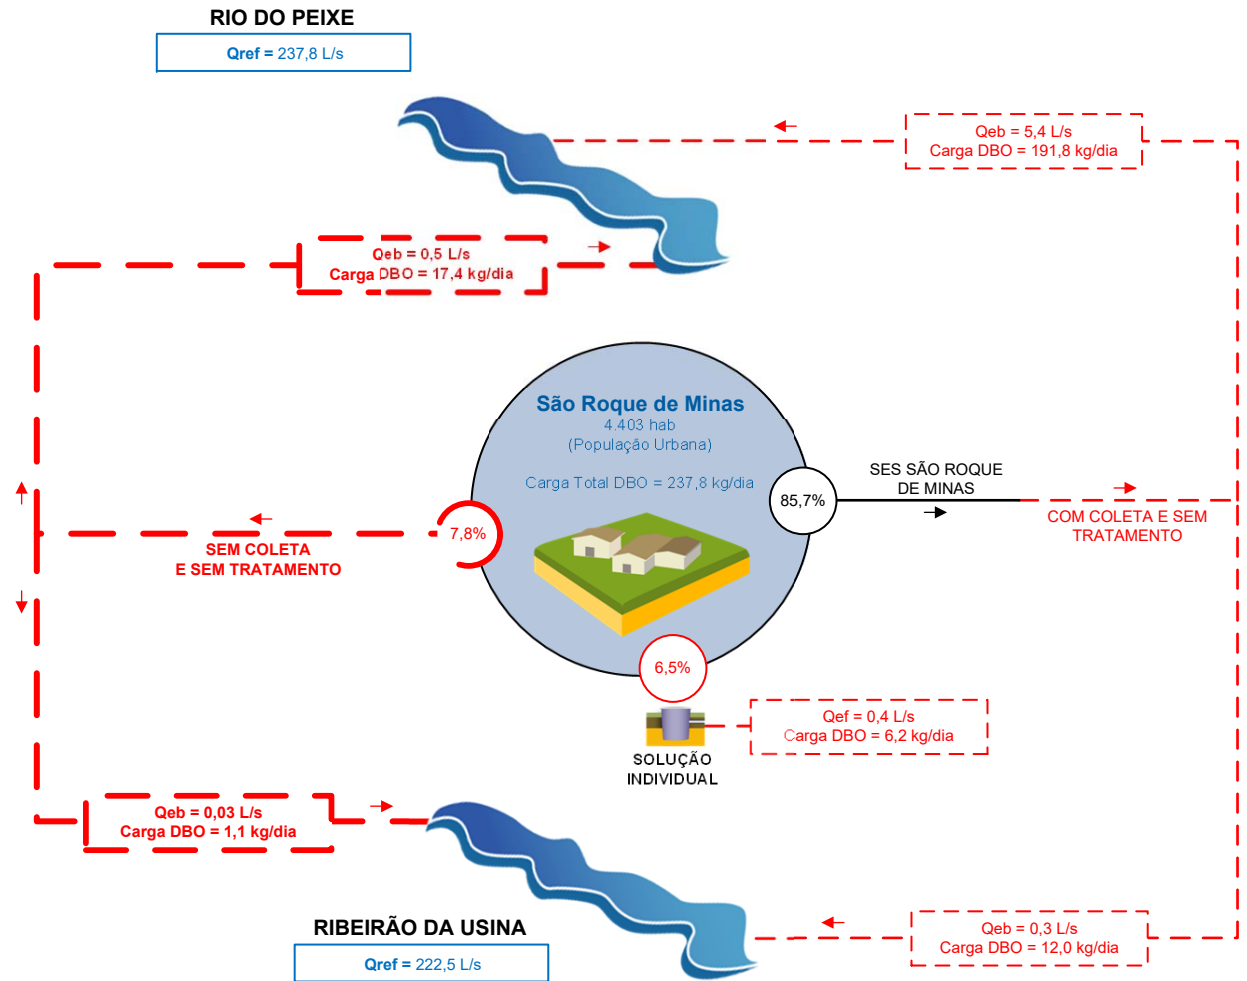 RIO DO PEIXE
Qref = 237,8 L/s
Qeb = 5,4 L/s
Carga DBO = 191,8 kg/dia
Qeb = 0,5 L/s
Carga DBO = 17,4 kg/dia
São Roque de Minas
4.403 hab
(População Urbana)
Carga Total DBO = 237,8 kg/dia
85,7%
SES SÃO ROQUE
DE MINAS
COM COLETA E SEM
TRATAMENTO
7,8%
SEM COLETA
E SEM TRATAMENTO
6,5%
SOLUÇÃO
INDIVIDUAL
Qef = 0,4 L/s
Carga DBO = 6,2 kg/dia
Qeb = 0,03 L/s
Carga DBO = 1,1 kg/dia
RIBEIRÃO DA USINA
Qref = 222,5 L/s
Qeb = 0,3 L/s
Carga DBO = 12,0 kg/dia